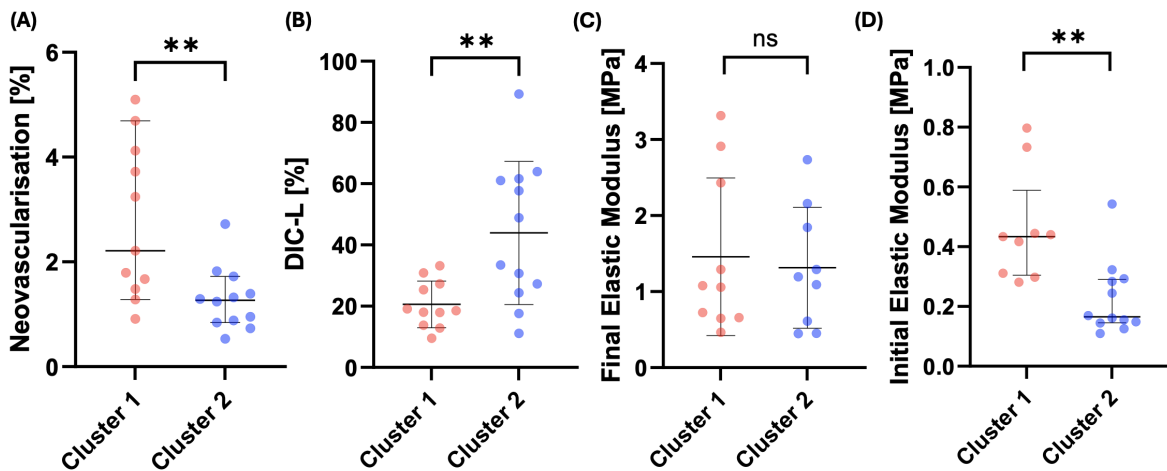 (A)
**
Neovascularisation [%]
6
4
2
0
Cluster 1
Cluster 2
(B)
**
DIC-L [%]
100
80
60
40
20
0
Cluster 1
Cluster 2
(C)
ns
Final Elastic Modulus [MPa]
4
3
2
1
0
Cluster 1
Cluster 2
(D)
**
Initial Elastic Modulus [MPa]
1.0
0.8
0.6
0.4
0.2
0.0
Cluster 1
Cluster 2